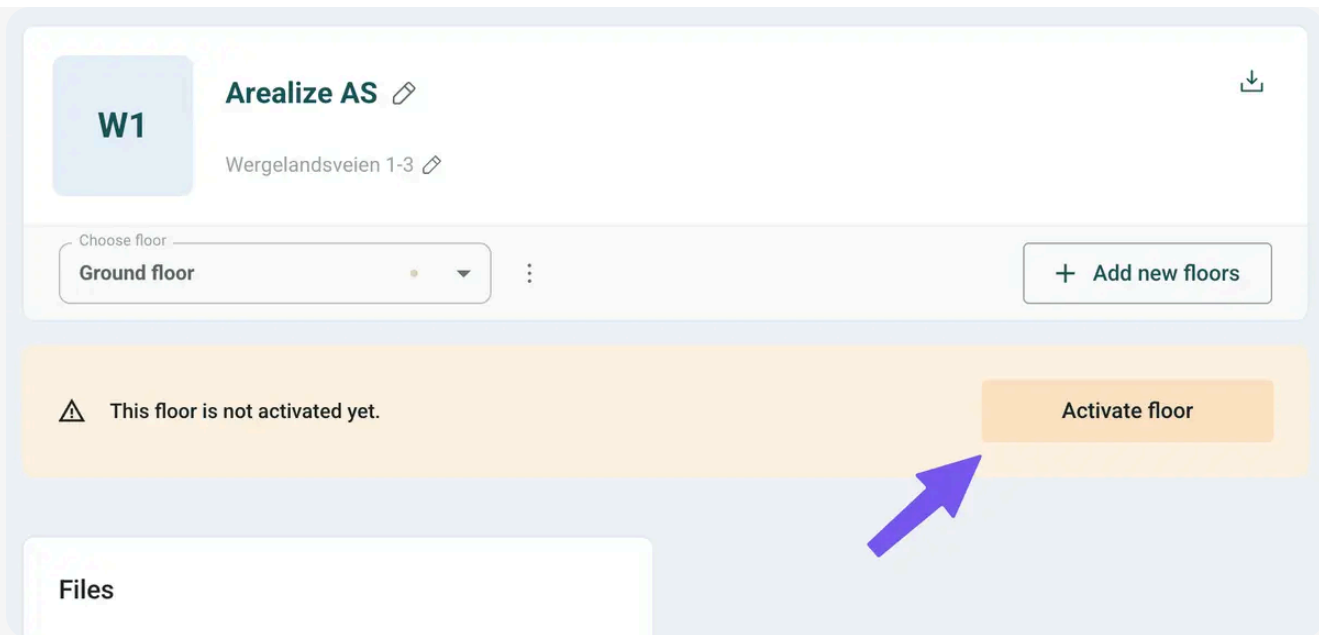 W1
Arealize AS
Wergelandsveien 1-3
Choose floor
Ground floor
Add new floors
This floor is not activated yet.
Activate floor
Files